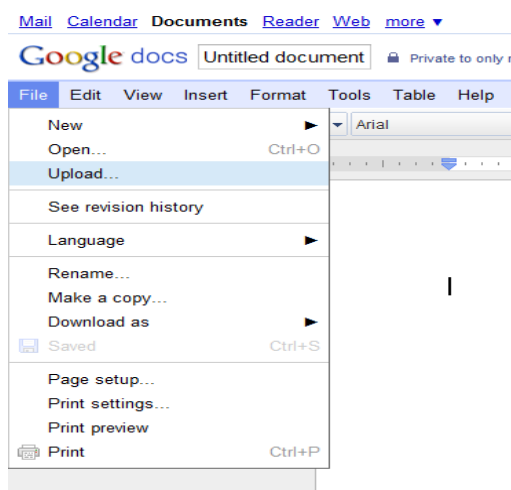 Mail Calendar Documents Reader Web more ▼
Google docs Untitled document Private to only
File Edit View Insert Format Tools Table Help
New
Arial
Open... Ctrl+O
Upload...
See revision history
Language
Rename...
Make a copy...
Download as
Saved Ctrl+S
Page setup...
Print settings...
Print preview
Print Ctrl+P